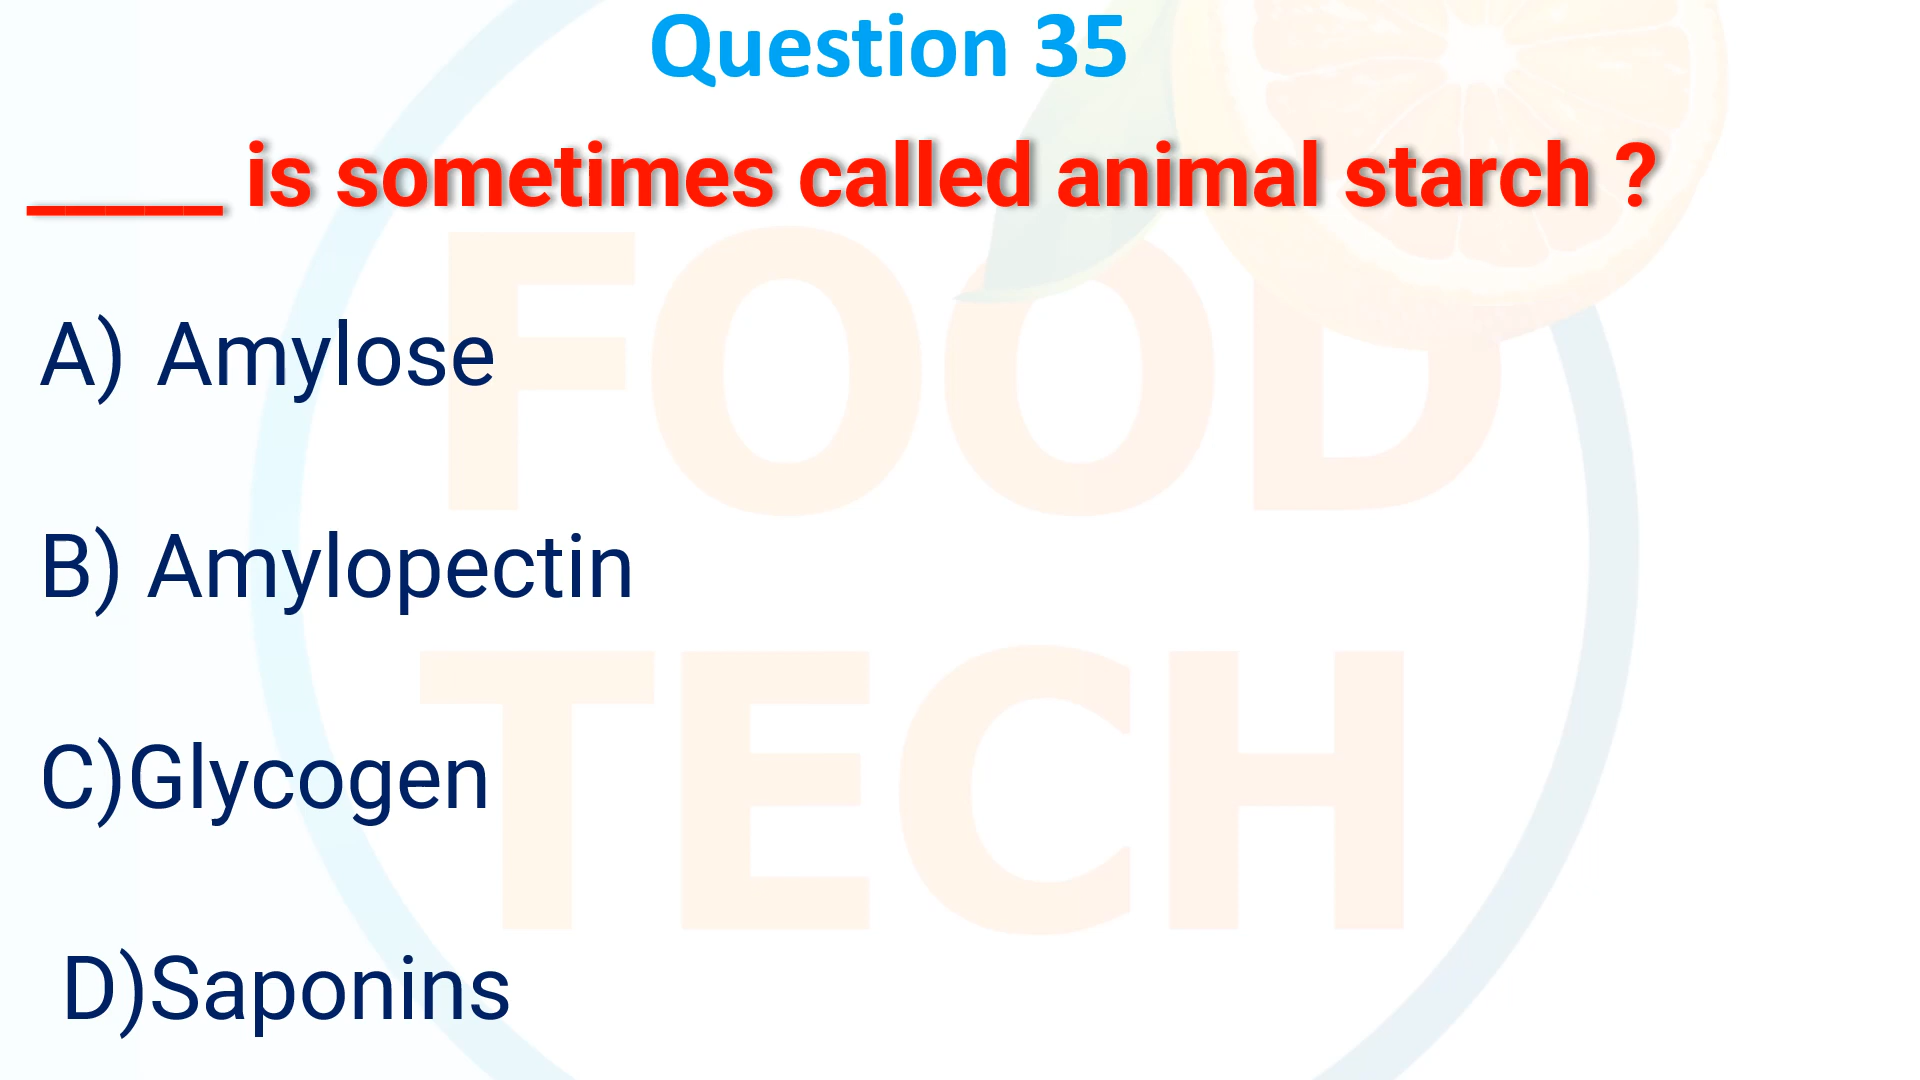 Question 35
_____ is sometimes called animal starch ?
A) Amylose
B) Amylopectin
C)Glycogen
D)Saponins
FOOD
TECH